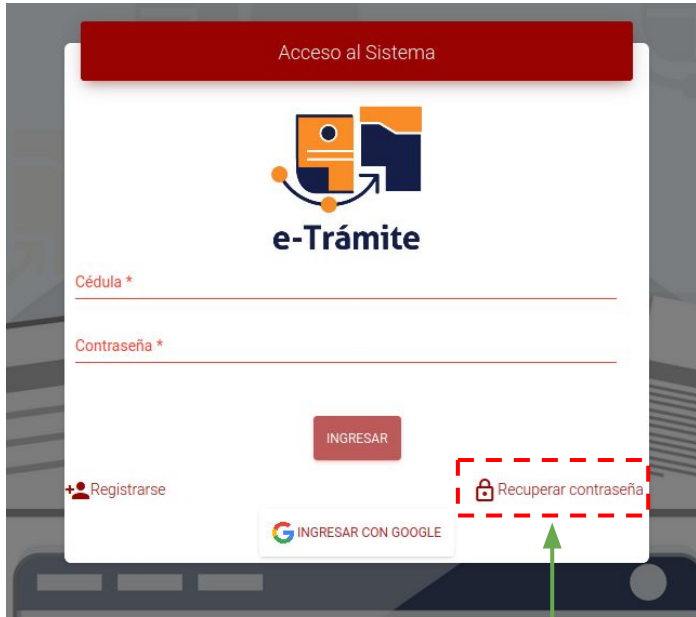 Acceso al Sistema
e-Trámite
Cédula *
Contraseña *
INGRESAR
Registrarse
Recuperar contraseña
INGRESAR CON GOOGLE